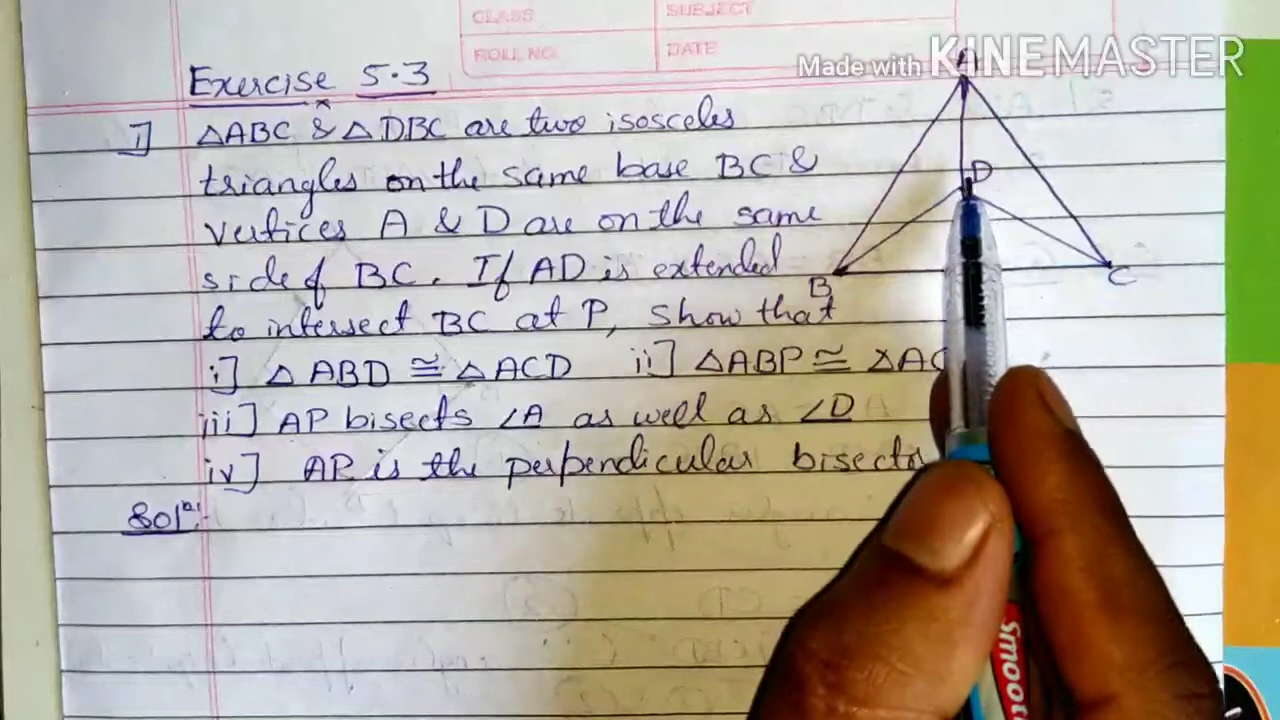 CLASS
SUBJECT
ROLL NO.
DATE
Made with KINEMASTER
Exercise 5.3
1] △ABC & △DBC are two isosceles
triangles on the same base BC &
vertices A & D are on the same
side of BC. If AD is extended
to intersect BC at P, show that
i] △ABD ≅ △ACD ii] △ABP ≅ △AC
iii] AP bisects ∠A as well as ∠D
iv] AP is the perpendicular bisecto
Solⁿ:
A
D
B
C
smoot